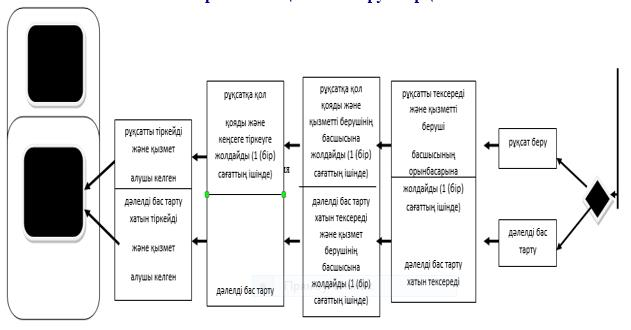 рұқсатты тіркейді
және қызмет
алушы келген
дәлелді бас тарту
хатын тіркейді
және қызмет
алушы келген
рұқсатқа қол
қояды және
кеңсеге тіркеуге
жолдайды (1 (бір)
сағаттың ішінде)
дәлелді бас тарту
ия
рұқсатқа қол
қояды және
қызметті берушінің
басшысына
жолдайды (1 (бір)
сағаттың ішінде)
дәлелді бас тарту
хатын тексереді
және қызмет
берушінің
басшысына
жолдайды (1 (бір)
сағаттың ішінде)
рұқсатты тексереді
және қызметті
беруші
басшысының
орынбасарына
жолдайды (1 (бір)
сағаттың ішінде)
дәлелді бас тарту
хатын тексереді
рұқсат беру
дәлелді бас
тарту